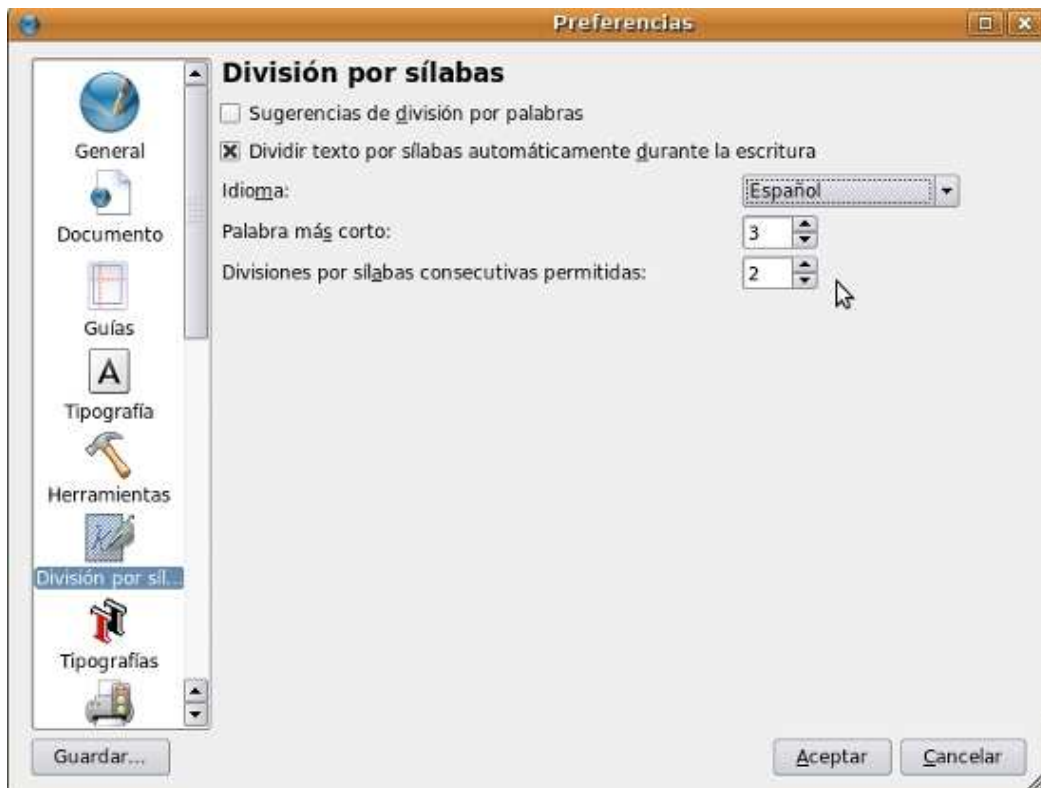 Preferencias
General
Documento
Guías
A
Tipografía
Herramientas
División por síl...
Tipografías
División por sílabas
Sugerencias de división por palabras
Dividir texto por sílabas automáticamente durante la escritura
Idioma: Español
Palabra más corto: 3
Divisiones por sílabas consecutivas permitidas: 2
Guardar... Aceptar Cancelar